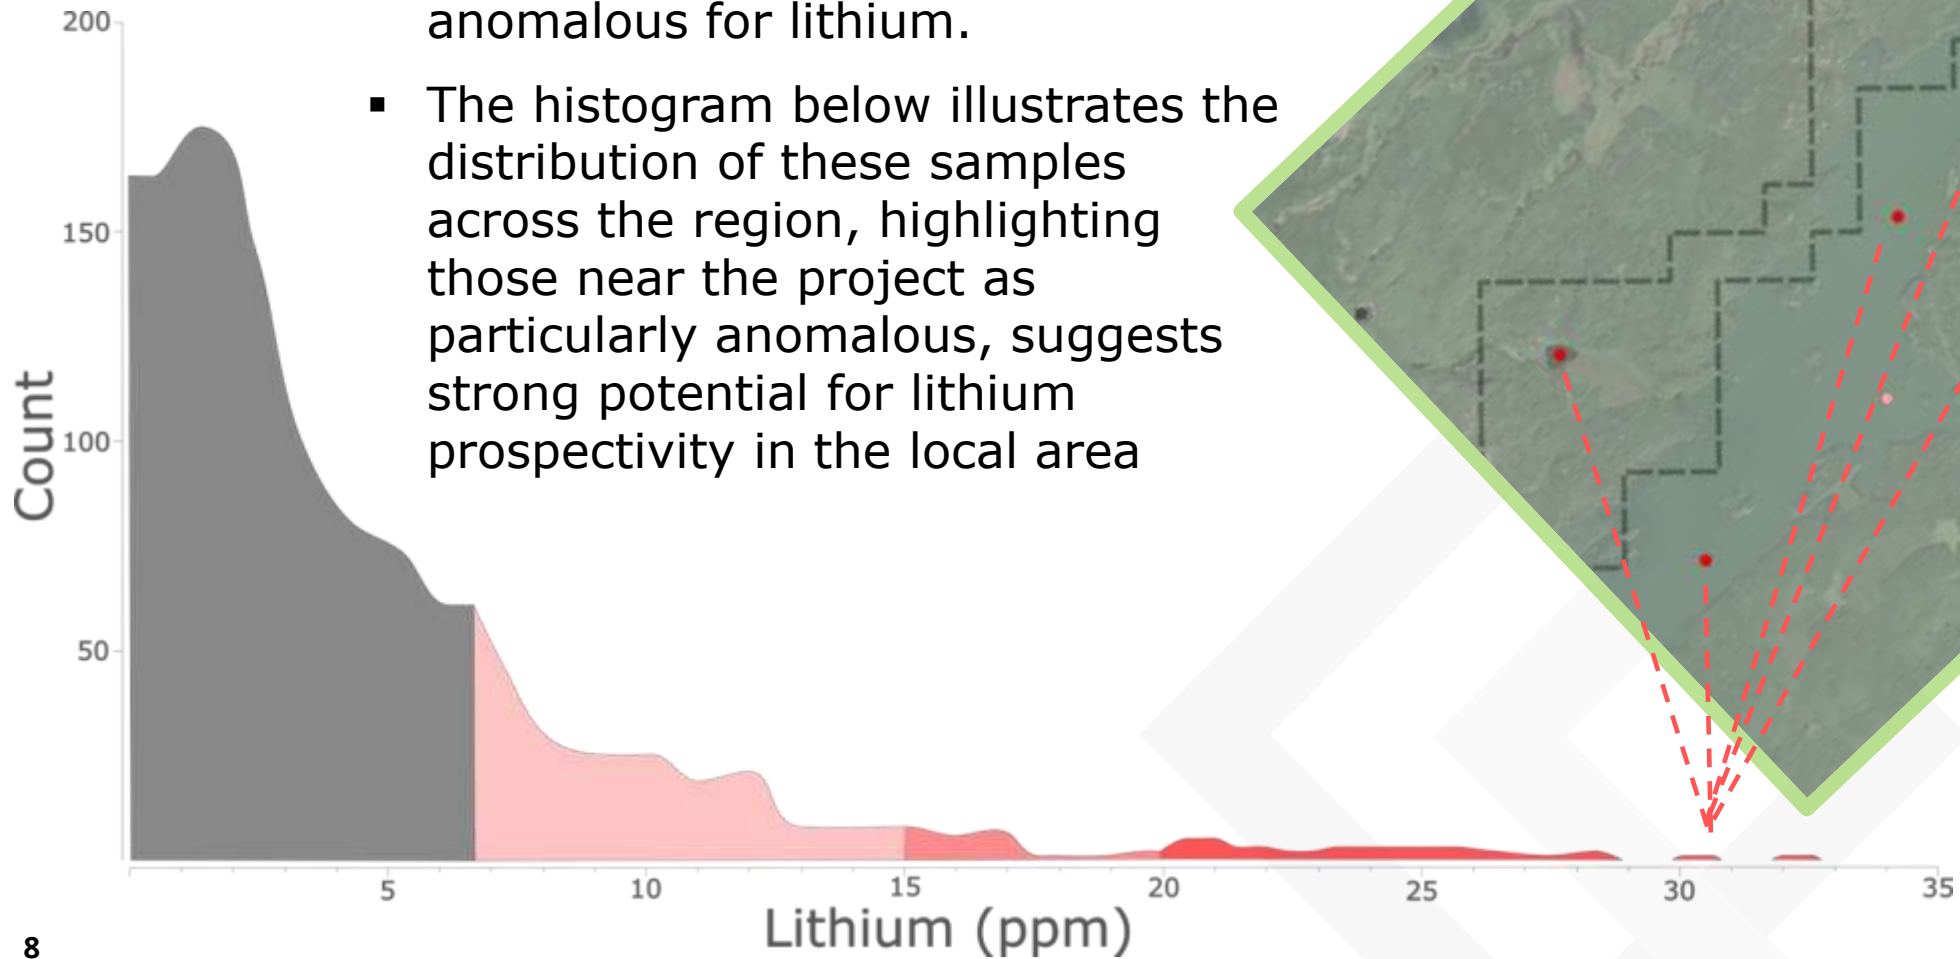 anomalous for lithium.
▪ The histogram below illustrates the
distribution of these samples
across the region, highlighting
those near the project as
particularly anomalous, suggests
strong potential for lithium
prospectivity in the local area
200
150
100
50
Count
5
10
15
20
25
30
35
Lithium (ppm)
8